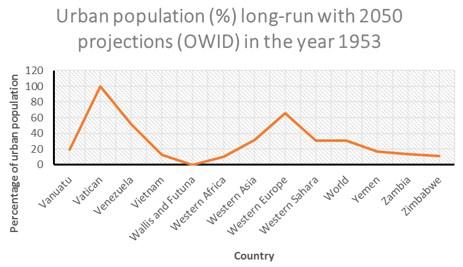 Urban population (%) long-run with 2050
projections (OWID) in the year 1953
Percentage of urban population
120
100
80
60
40
20
0
Vanuatu
Vatican
Venezuela
Vietnam
Wallis and Futuna
Western Africa
Western Asia
Western Europe
Western Sahara
World
Yemen
Zambia
Zimbabwe
Country